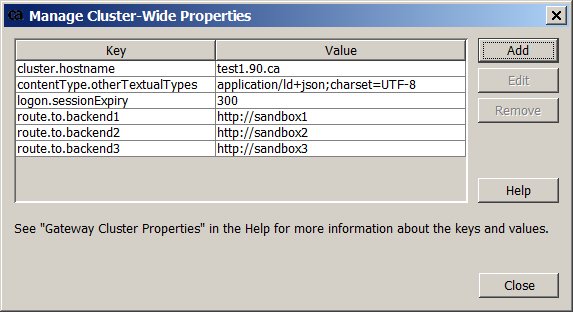 ca Manage Cluster-Wide Properties
Key Value
cluster.hostname test1.90.ca
contentType.otherTextualTypes application/ld+json;charset=UTF-8
logon.sessionExpiry 300
route.to.backend1 http://sandbox1
route.to.backend2 http://sandbox2
route.to.backend3 http://sandbox3
Add
Edit
Remove
Help
See "Gateway Cluster Properties" in the Help for more information about the keys and values.
Close